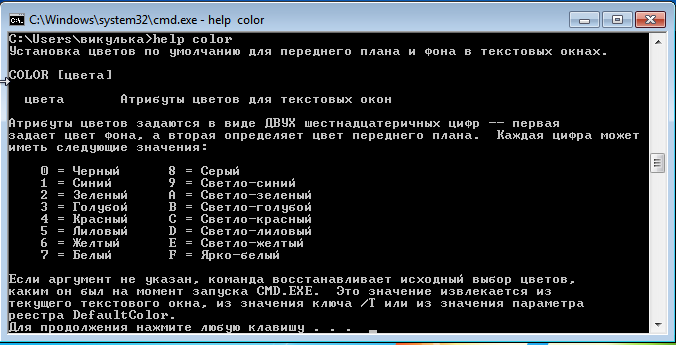 C:\Windows\system32\cmd.exe - help color
C:\Users\викулька>help color
Установка цветов по умолчанию для переднего плана и фона в текстовых окнах.
COLOR [цвета]
цвета Атрибуты цветов для текстовых окон
Атрибуты цветов задаются в виде ДВУХ шестнадцатеричных цифр -- первая
задает цвет фона, а вторая определяет цвет переднего плана. Каждая цифра может
иметь следующие значения:
0 = Черный 8 = Серый
1 = Синий 9 = Светло-синий
2 = Зеленый A = Светло-зеленый
3 = Голубой B = Светло-голубой
4 = Красный C = Светло-красный
5 = Лиловый D = Светло-лиловый
6 = Желтый E = Светло-желтый
7 = Белый F = Ярко-белый
Если аргумент не указан, команда восстанавливает исходный выбор цветов,
каким он был на момент запуска CMD.EXE. Это значение извлекается из
текущего текстового окна, из значения ключа /T или из значения параметра
реестра DefaultColor.
Для продолжения нажмите любую клавишу . . . _